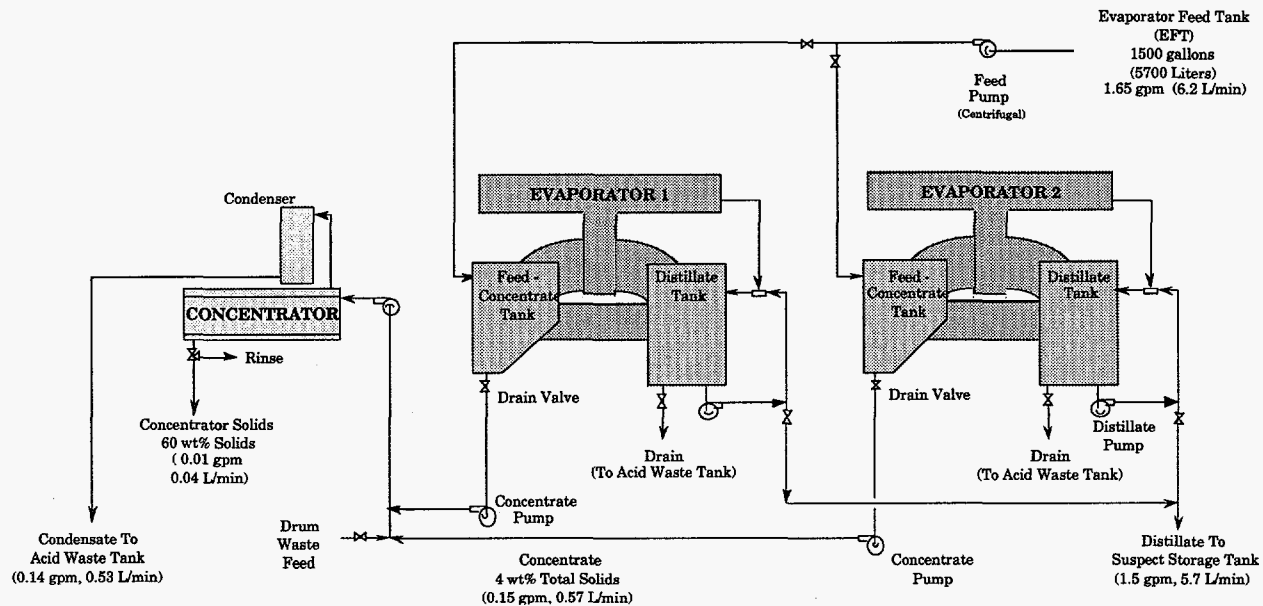 Evaporator Feed Tank
(EFT)
1500 gallons
(5700 Liters)
1.65 gpm (6.2 L/min)
Feed
Pump
(Centrifugal)
EVAPORATOR 1
EVAPORATOR 2
Condenser
Feed -
Concentrate
Tank
Distillate
Tank
Feed -
Concentrate
Tank
Distillate
Tank
CONCENTRATOR
Rinse
Drain Valve
Drain Valve
Concentrator Solids
60 wt% Solids
( 0.01 gpm
0.04 L/min)
Drain
(To Acid Waste Tank)
Distillate
Pump
Drain
(To Acid Waste Tank)
Concentrate
Pump
Condensate To
Acid Waste Tank
(0.14 gpm, 0.53 L/min)
Drum
Waste
Feed
Concentrate
4 wt% Total Solids
(0.15 gpm, 0.57 L/min)
Concentrate
Pump
Distillate To
Suspect Storage Tank
(1.5 gpm, 5.7 L/min)